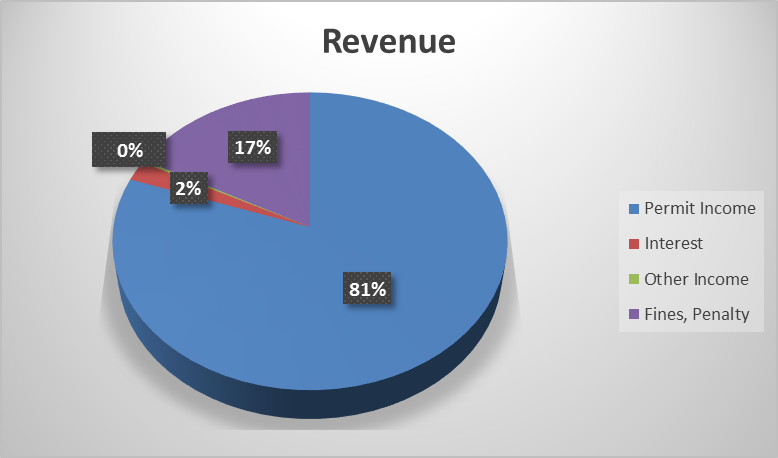 Revenue
0%
17%
2%
81%
Permit Income
Interest
Other Income
Fines, Penalty